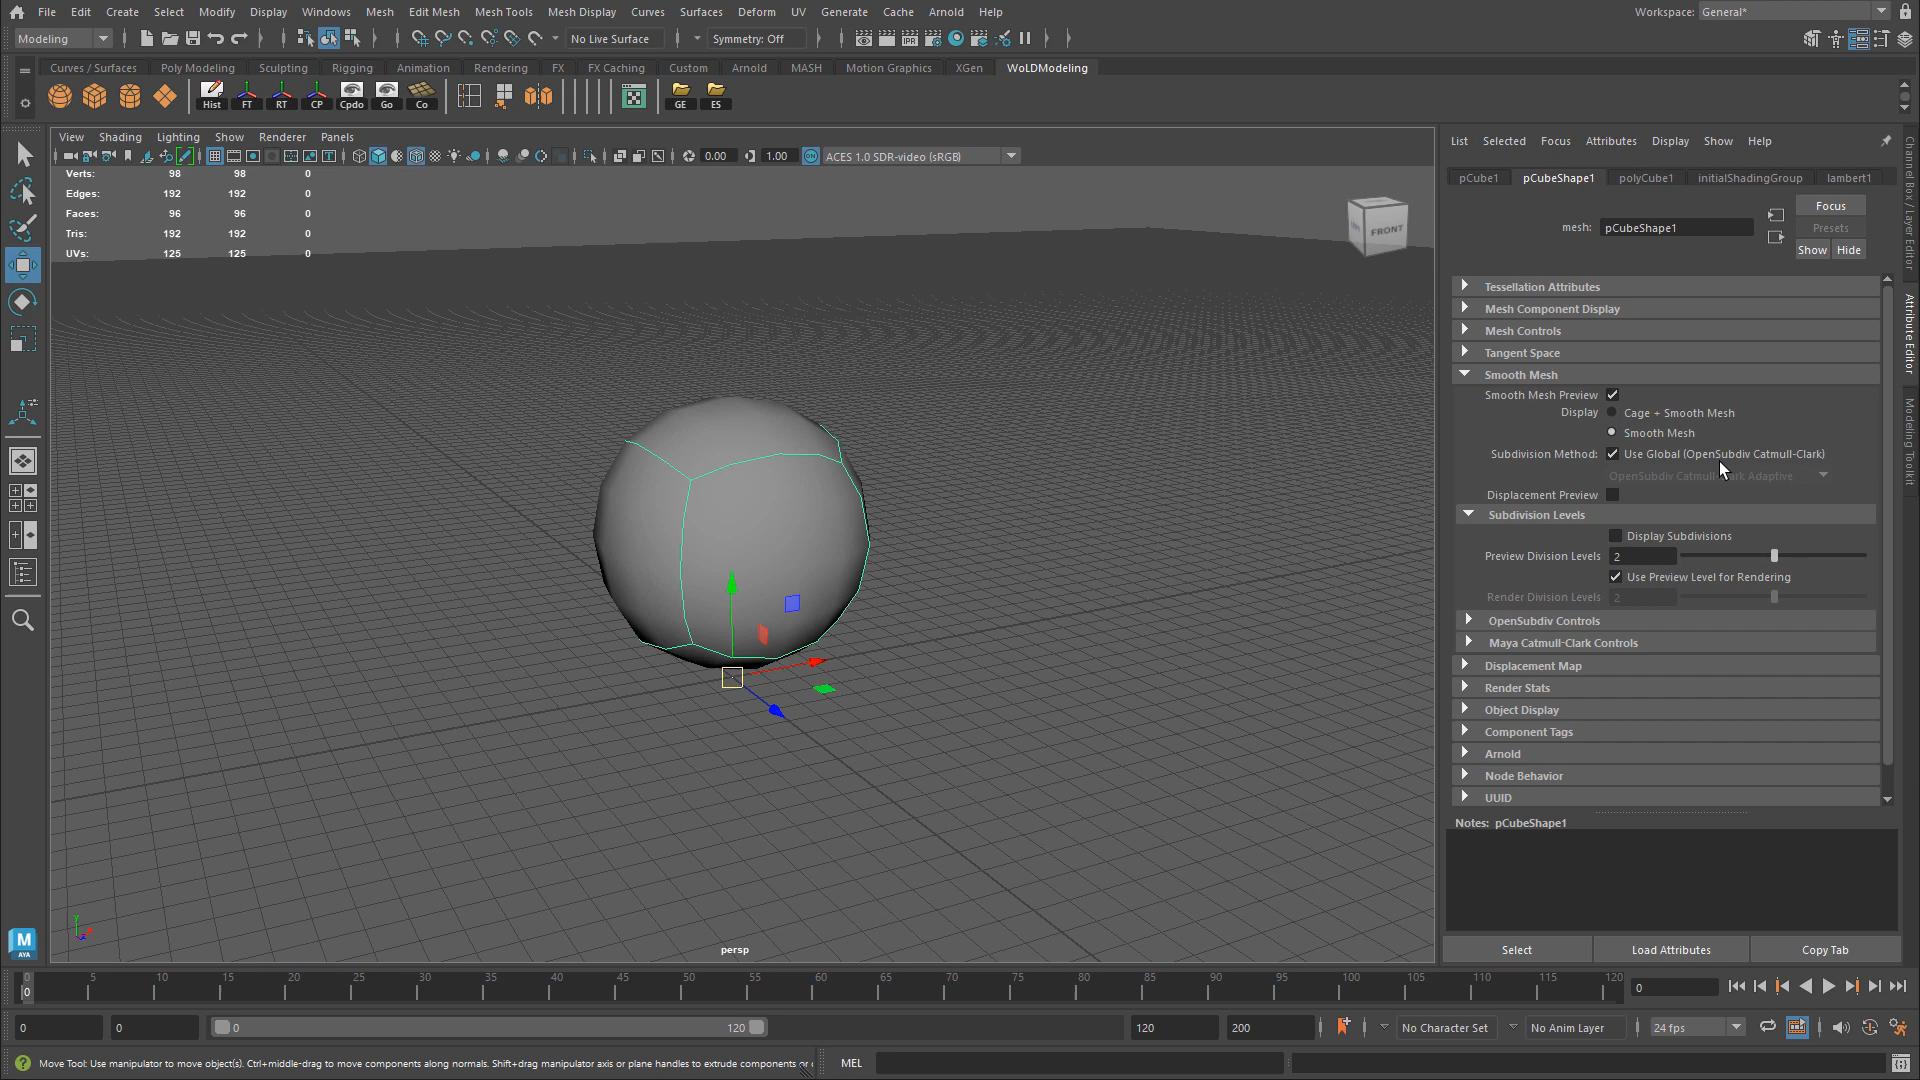 File Edit Create Select Modify Display Windows Mesh Edit Mesh Mesh Tools Mesh Display Curves Surfaces Deform UV Generate Cache Arnold Help Workspace: General*
Modeling No Live Surface Symmetry: Off
Curves / Surfaces Poly Modeling Sculpting Rigging Animation Rendering FX FX Caching Custom Arnold MASH Motion Graphics XGen WoLDModeling
Hist FT RT CP Cpdo Go Co GE ES
View Shading Lighting Show Renderer Panels
0.00 1.00 ACES 1.0 SDR-video (sRGB)
Verts: 98 98 0
Edges: 192 192 0
Faces: 96 96 0
Tris: 192 192 0
UVs: 125 125 0
FRONT
persp
List Selected Focus Attributes Display Show Help
pCube1 pCubeShape1 polyCube1 initialShadingGroup lambert1
Focus
mesh: pCubeShape1 Presets
Show Hide
Tessellation Attributes
Mesh Component Display
Mesh Controls
Tangent Space
Smooth Mesh
Smooth Mesh Preview
Display Cage + Smooth Mesh
Smooth Mesh
Subdivision Method: Use Global (OpenSubdiv Catmull-Clark)
OpenSubdiv Adaptive
Displacement Preview
Subdivision Levels
Display Subdivisions
Preview Division Levels 2
Use Preview Level for Rendering
Render Division Levels 2
OpenSubdiv Controls
Maya Catmull-Clark Controls
Displacement Map
Render Stats
Object Display
Component Tags
Arnold
Node Behavior
UUID
Notes: pCubeShape1
Select Load Attributes Copy Tab
Channel Box / Layer Editor
Attribute Editor
Modeling Toolkit
M
AYA
0 5 10 15 20 25 30 35 40 45 50 55 60 65 70 75 80 85 90 95 100 105 110 115 120
0 0
0 0 0 120 120 200 No Character Set No Anim Layer 24 fps
Move Tool: Use manipulator to move object(s). Ctrl+middle-drag to move components along normals. Shift+drag manipulator axis or plane handles to extrude components or MEL